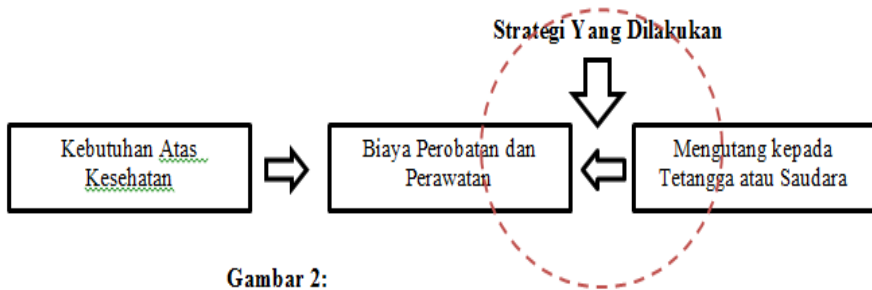 Strategi Yang Dilakukan
Kebutuhan Atas
Kesehatan
Biaya Perobatan dan
Perawatan
Mengutang kepada
Tetangga atau Saudara
Gambar 2: